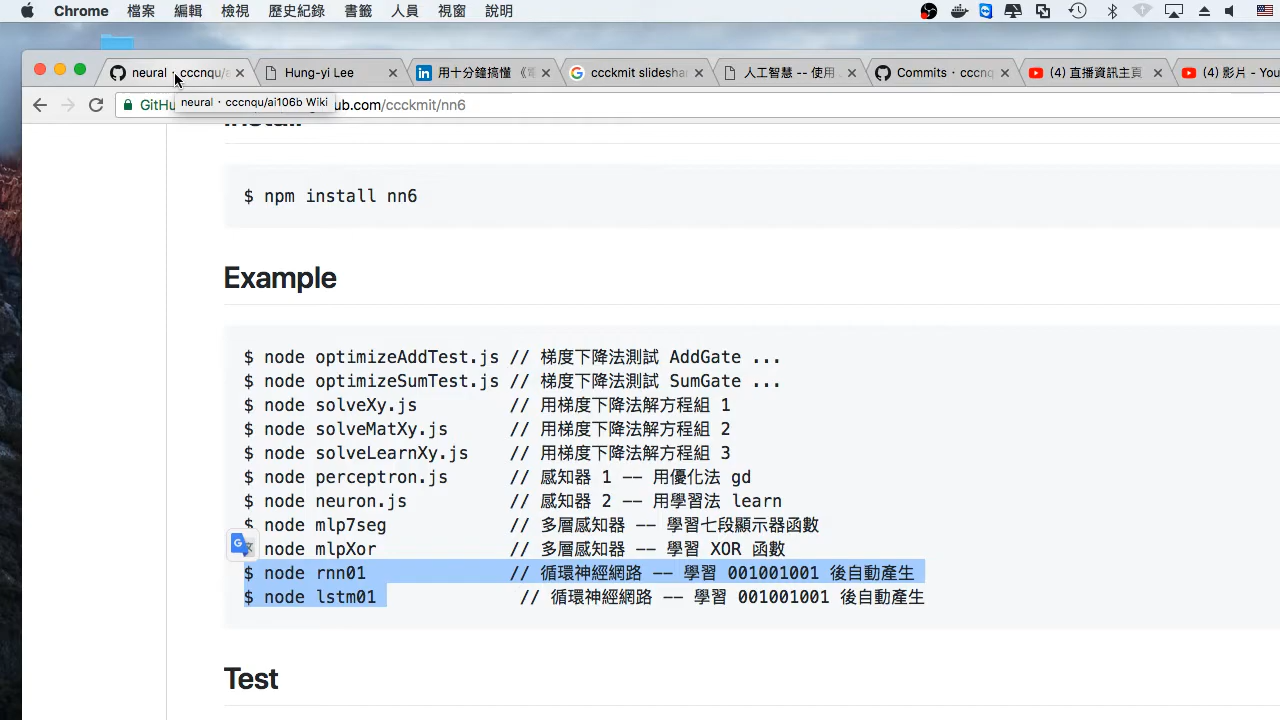 Chrome 檔案 編輯 檢視 歷史紀錄 書籤 人員 視窗 說明
neural · cccnqu/a
Hung-yi Lee
用十分鐘搞懂
ccckmit slidesha
人工智慧 -- 使用
Commits · cccnq
(4) 直播資訊主頁
(4) 影片 - You
neural · cccnqu/ai106b Wiki
GitHu
ub.com/ccckmit/nn6
Install
$ npm install nn6
Example
$ node optimizeAddTest.js // 梯度下降法測試 AddGate ...
$ node optimizeSumTest.js // 梯度下降法測試 SumGate ...
$ node solveXy.js // 用梯度下降法解方程組 1
$ node solveMatXy.js // 用梯度下降法解方程組 2
$ node solveLearnXy.js // 用梯度下降法解方程組 3
$ node perceptron.js // 感知器 1 -- 用優化法 gd
$ node neuron.js // 感知器 2 -- 用學習法 learn
$ node mlp7seg // 多層感知器 -- 學習七段顯示器函數
$ node mlpXor // 多層感知器 -- 學習 XOR 函數
$ node rnn01 // 循環神經網路 -- 學習 001001001 後自動產生
$ node lstm01 // 循環神經網路 -- 學習 001001001 後自動產生
Test